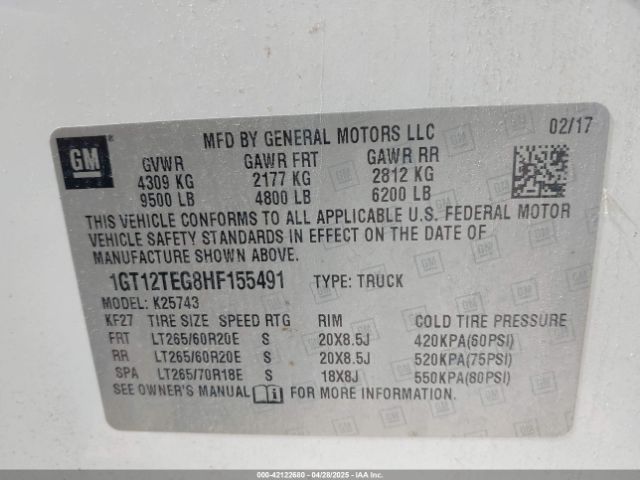 GM
MFD BY GENERAL MOTORS LLC 02/17
GVWR GAWR FRT GAWR RR
4309 KG 2177 KG 2812 KG
9500 LB 4800 LB 6200 LB
THIS VEHICLE CONFORMS TO ALL APPLICABLE U.S. FEDERAL MOTOR
VEHICLE SAFETY STANDARDS IN EFFECT ON THE DATE OF
MANUFACTURE SHOWN ABOVE.
1GT12TEG8HF155491 TYPE: TRUCK
MODEL: K25743
KF27 TIRE SIZE SPEED RTG RIM COLD TIRE PRESSURE
FRT LT265/60R20E S 20X8.5J 420KPA(60PSI)
RR LT265/60R20E S 20X8.5J 520KPA(75PSI)
SPA LT265/70R18E S 18X8J 550KPA(80PSI)
SEE OWNER'S MANUAL FOR MORE INFORMATION
000-42122680 - 04/28/2025 - IAAI.COM